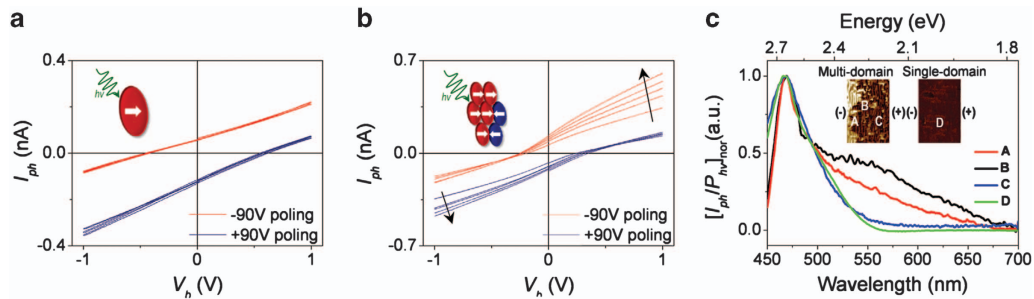 a
0.4
0.0
-0.4
I_ph (nA)
hν
-90V poling
+90V poling
-1
0
1
V_h (V)
b
0.7
0.0
-0.7
I_ph (nA)
hν
-90V poling
+90V poling
-1
0
1
V_h (V)
c
Energy (eV)
2.7
2.4
2.1
1.8
Multi-domain
Single-domain
(-)
A
B
C
(+)
(-)
D
(+)
1.0
0.5
0.0
[I_ph/P_hν]_nor (a.u.)
A
B
C
D
450
500
550
600
650
700
Wavelength (nm)